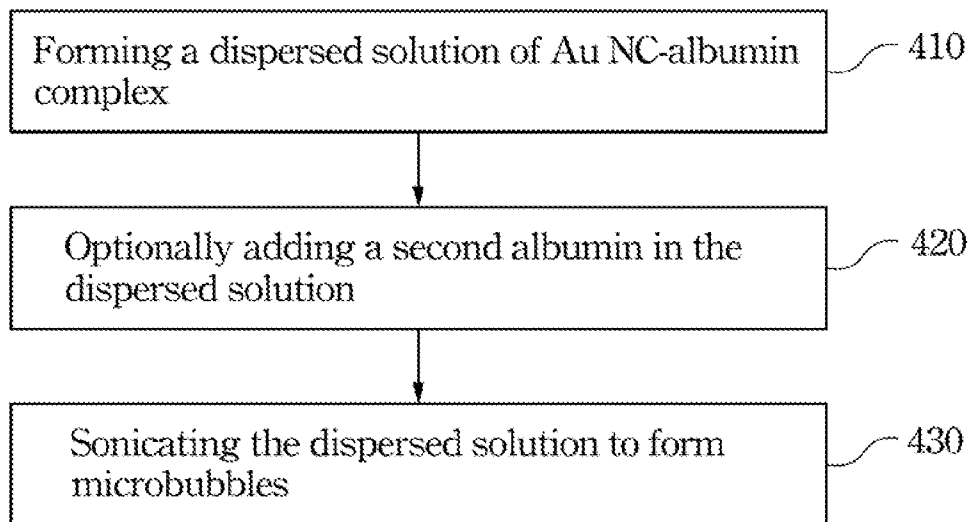 Forming a dispersed solution of Au NC-albumin
complex
410
Optionally adding a second albumin in the
dispersed solution
420
Sonicating the dispersed solution to form
microbubbles
430